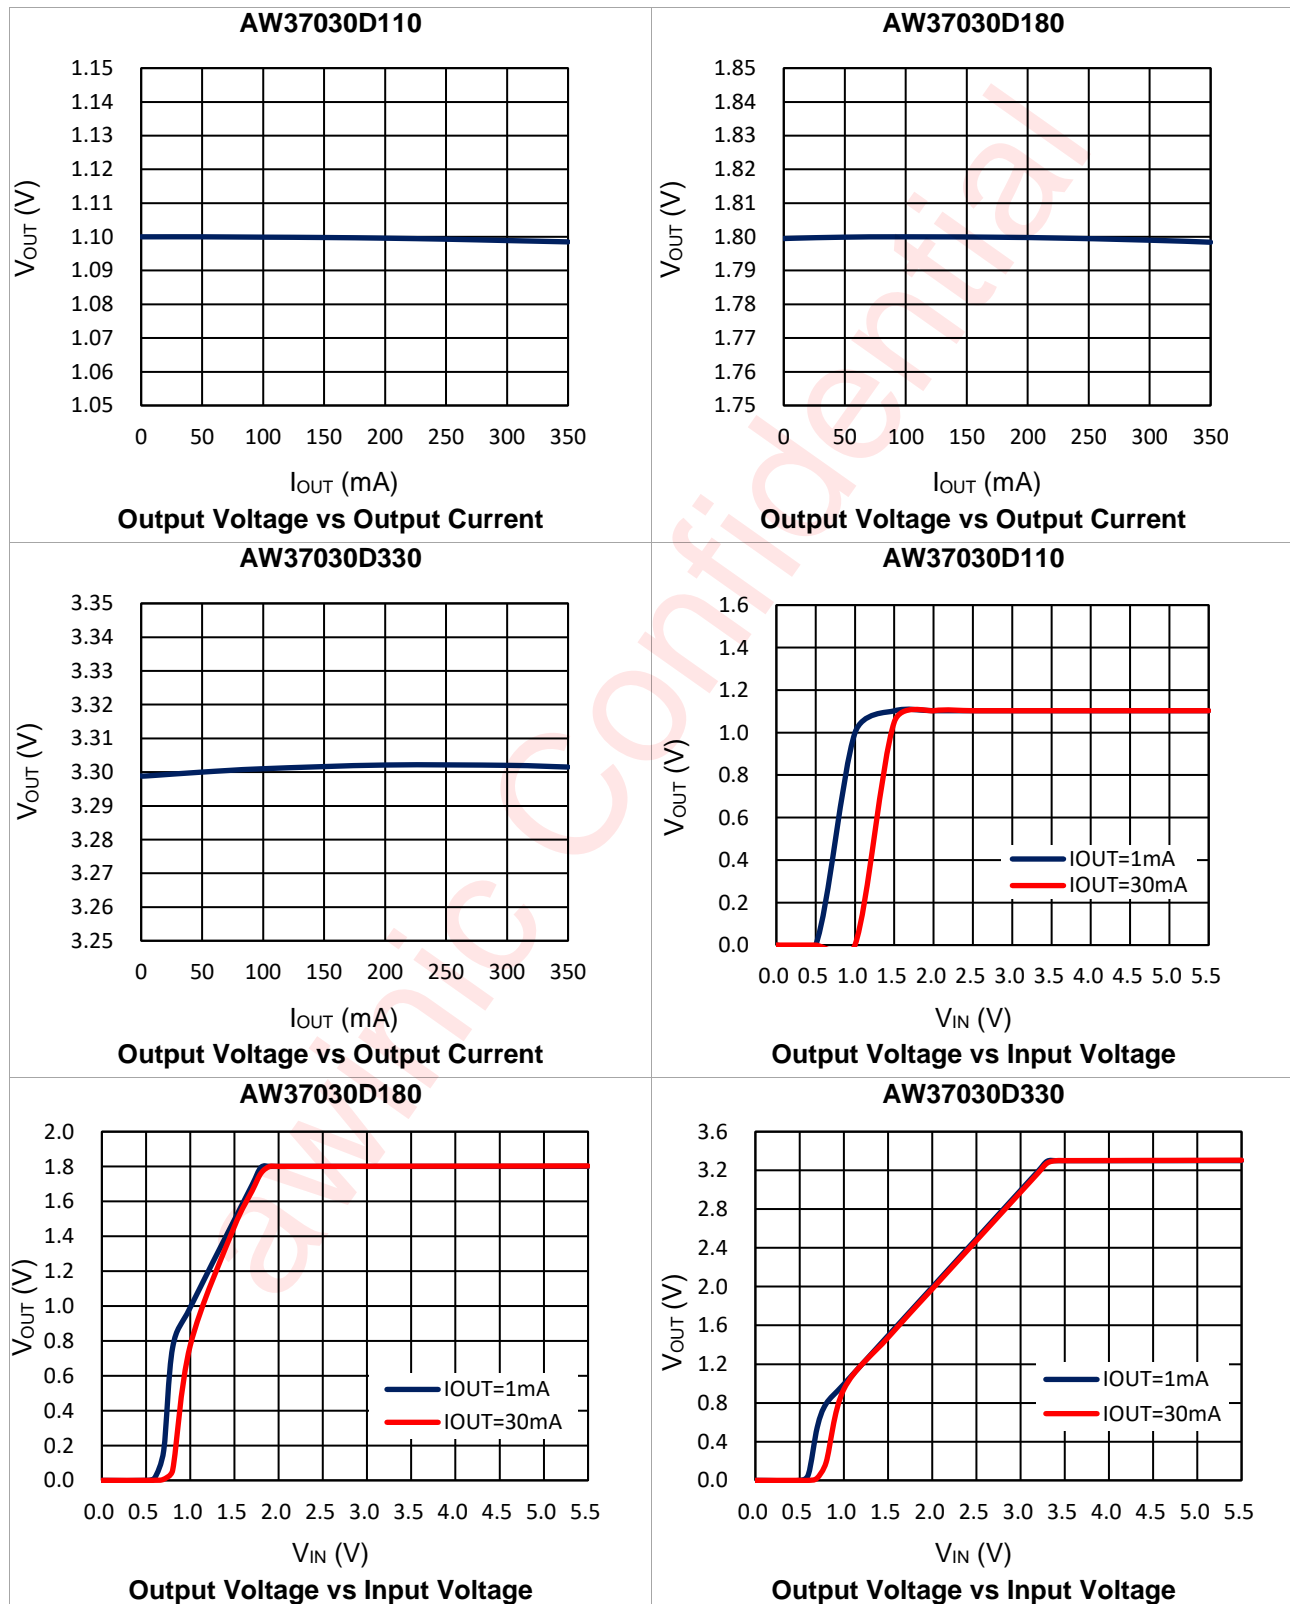 AW37030D110
1.15
1.14
1.13
1.12
1.11
1.10
1.09
1.08
1.07
1.06
1.05
VOUT (V)
0 50 100 150 200 250 300 350
IOUT (mA)
Output Voltage vs Output Current
AW37030D180
1.85
1.84
1.83
1.82
1.81
1.80
1.79
1.78
1.77
1.76
1.75
VOUT (V)
0 50 100 150 200 250 300 350
IOUT (mA)
Output Voltage vs Output Current
AW37030D330
3.35
3.34
3.33
3.32
3.31
3.30
3.29
3.28
3.27
3.26
3.25
VOUT (V)
0 50 100 150 200 250 300 350
IOUT (mA)
Output Voltage vs Output Current
AW37030D110
1.6
1.4
1.2
1.0
0.8
0.6
0.4
0.2
0.0
VOUT (V)
IOUT=1mA
IOUT=30mA
0.0 0.5 1.0 1.5 2.0 2.5 3.0 3.5 4.0 4.5 5.0 5.5
VIN (V)
Output Voltage vs Input Voltage
AW37030D180
2.0
1.8
1.6
1.4
1.2
1.0
0.8
0.6
0.4
0.2
0.0
VOUT (V)
IOUT=1mA
IOUT=30mA
0.0 0.5 1.0 1.5 2.0 2.5 3.0 3.5 4.0 4.5 5.0 5.5
VIN (V)
Output Voltage vs Input Voltage
AW37030D330
3.6
3.2
2.8
2.4
2.0
1.6
1.2
0.8
0.4
0.0
VOUT (V)
IOUT=1mA
IOUT=30mA
0.0 0.5 1.0 1.5 2.0 2.5 3.0 3.5 4.0 4.5 5.0 5.5
VIN (V)
Output Voltage vs Input Voltage
awinic Confidential